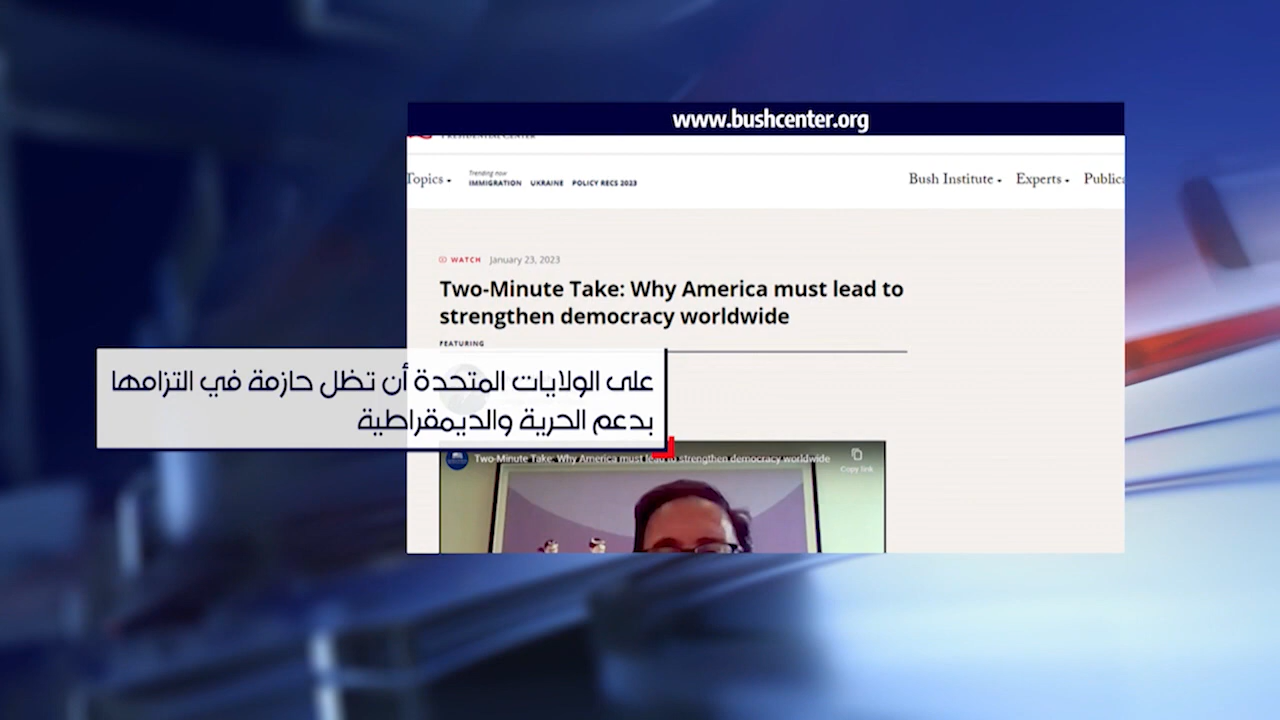 www.bushcenter.org
PRESIDENTIAL CENTER
Topics
Trending now
IMMIGRATION UKRAINE POLICY RECS 2023
Bush Institute Experts
WATCH January 23, 2023
Two-Minute Take: Why America must lead to
strengthen democracy worldwide
FEATURING
على الولايات المتحدة أن تظل حازمة في التزامها
بدعم الحرية والديمقراطية
Two-Minute Take: Why America must lead to strengthen democracy worldwide
Copy link